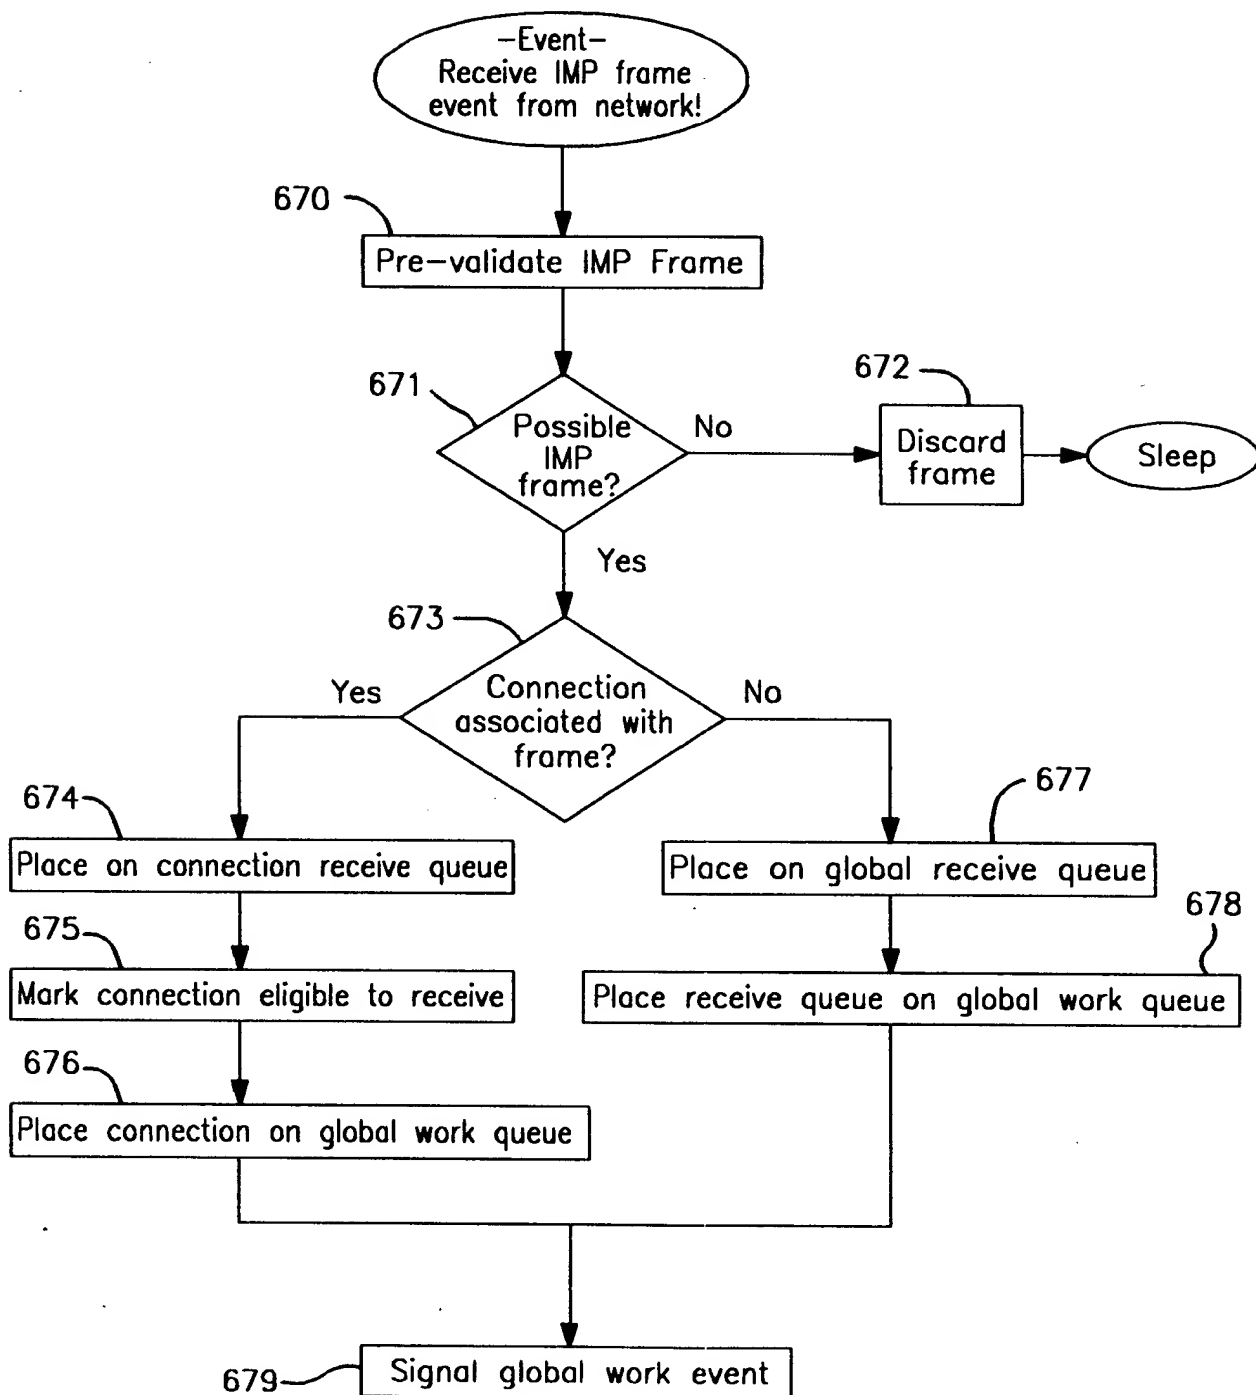 -Event-
Receive IMP frame
event from network!
670
Pre-validate IMP Frame
671
Possible
IMP
frame?
No
672
Discard
frame
Sleep
Yes
673
Connection
associated with
frame?
Yes
No
674
Place on connection receive queue
677
Place on global receive queue
675
Mark connection eligible to receive
678
Place receive queue on global work queue
676
Place connection on global work queue
679
Signal global work event